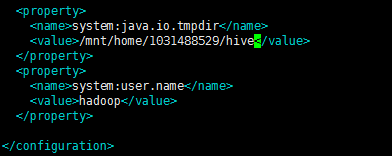 <property>
<name>system:java.io.tmpdir</name>
<value>/mnt/home/1031488529/hive</value>
</property>
<property>
<name>system:user.name</name>
<value>hadoop</value>
</property>
</configuration>